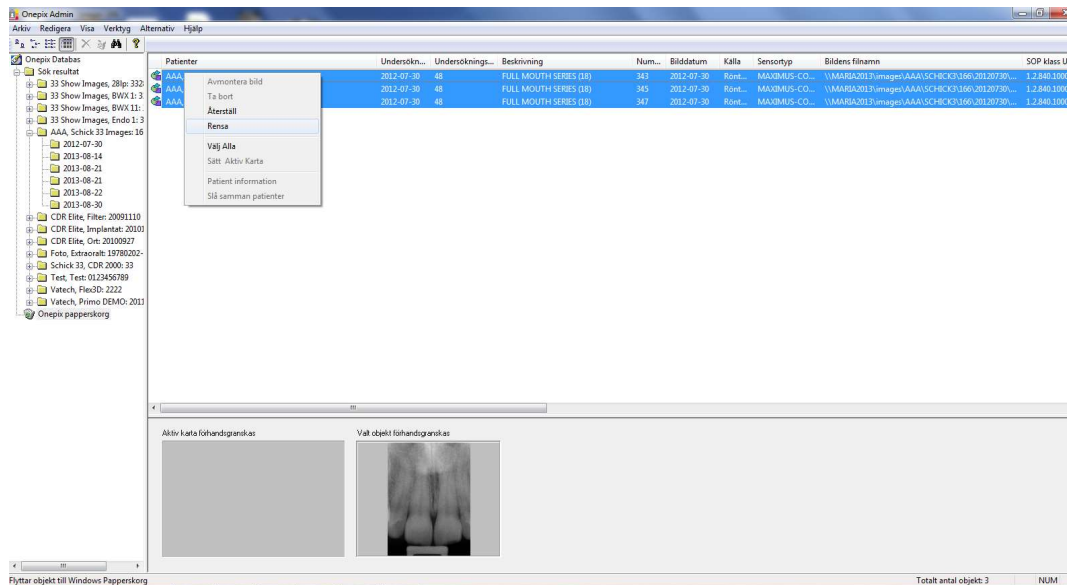 Onepix Admin
Arkiv Redigera Visa Verktyg Alternativ Hjälp
Onepix Databas
Sök resultat
33 Show Images, 28lp: 332
33 Show Images, BWX 1: 3
33 Show Images, BWX 11:
33 Show Images, Endo 1: 3
AAA, Schick 33 Images: 16
2012-07-30
2013-08-14
2013-08-21
2013-08-21
2013-08-22
2013-08-30
CDR Elite, Filter: 20091110
CDR Elite, Implantat: 20101
CDR Elite, Ort: 20100927
Foto, Extraoralt: 19780202-
Schick 33, CDR 2000: 33
Test, Test: 0123456789
Vatech, Flex3D: 2222
Vatech, Primo DEMO: 2011
Onepix papperskorg
Patienter Undersökn... Undersöknings... Beskrivning Num... Bilddatum Källa Sensortyp Bildens filnamn SOP klass U
AAA, 2012-07-30 48 FULL MOUTH SERIES (18) 343 2012-07-30 Rönt... MAXIMUS-CO... \\MARIA2013\images\AAA\SCHICK3\166\20120730\... 1.2.840.1000
AAA, 2012-07-30 48 FULL MOUTH SERIES (18) 345 2012-07-30 Rönt... MAXIMUS-CO... \\MARIA2013\images\AAA\SCHICK3\166\20120730\... 1.2.840.1000
AAA, 2012-07-30 48 FULL MOUTH SERIES (18) 347 2012-07-30 Rönt... MAXIMUS-CO... \\MARIA2013\images\AAA\SCHICK3\166\20120730\... 1.2.840.1000
Avmontera bild
Ta bort
Återställ
Rensa
Välj Alla
Sätt Aktiv Karta
Patient information
Slå samman patienter
Aktiv karta förhandsgranskas
Valt objekt förhandsgranskas
Flyttar objekt till Windows Papperskorg
Totalt antal objekt: 3
NUM